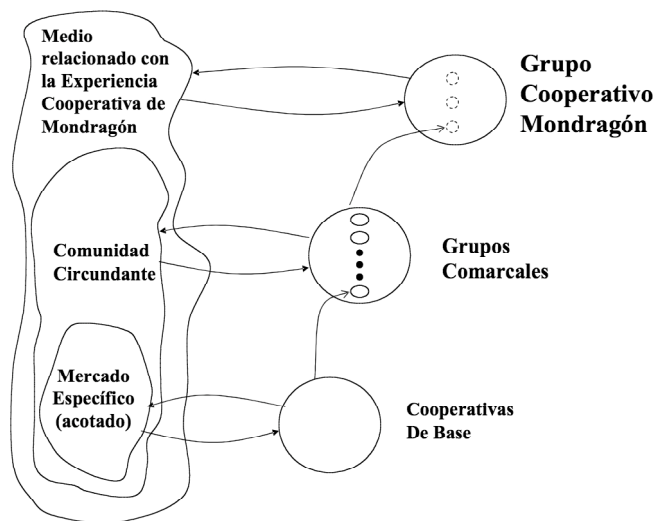 Medio
relacionado con
la Experiencia
Cooperativa de
Mondragón
Grupo
Cooperativo
Mondragón
Comunidad
Circundante
Grupos
Comarcales
Mercado
Específico
(acotado)
Cooperativas
De Base